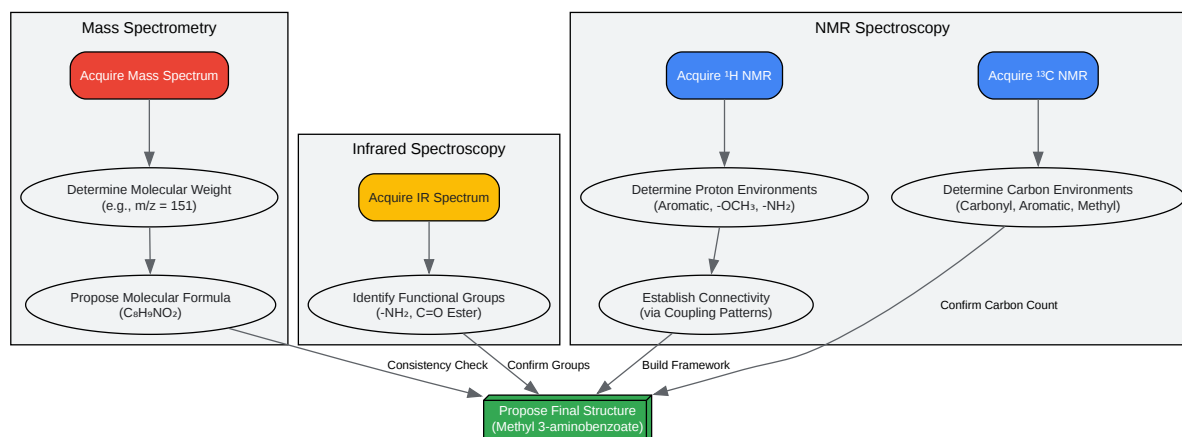 Mass Spectrometry
Acquire Mass Spectrum
Determine Molecular Weight
(e.g., m/z = 151)
Propose Molecular Formula
(C₈H₉NO₂)
Infrared Spectroscopy
Acquire IR Spectrum
Identify Functional Groups
(-NH₂, C=O Ester)
NMR Spectroscopy
Acquire ¹H NMR
Determine Proton Environments
(Aromatic, -OCH₃, -NH₂)
Establish Connectivity
(via Coupling Patterns)
Acquire ¹³C NMR
Determine Carbon Environments
(Carbonyl, Aromatic, Methyl)
Consistency Check
Confirm Groups
Build Framework
Confirm Carbon Count
Propose Final Structure
(Methyl 3-aminobenzoate)